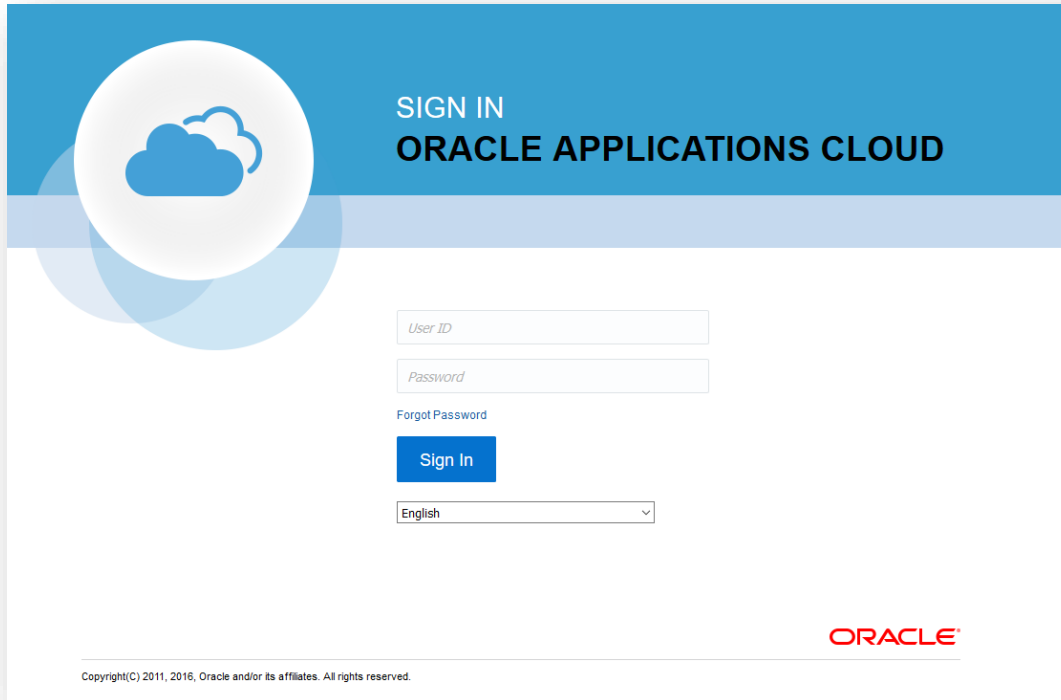 SIGN IN
ORACLE APPLICATIONS CLOUD
User ID
Password
Forgot Password
Sign In
English
ORACLE
Copyright(C) 2011, 2016, Oracle and/or its affiliates. All rights reserved.